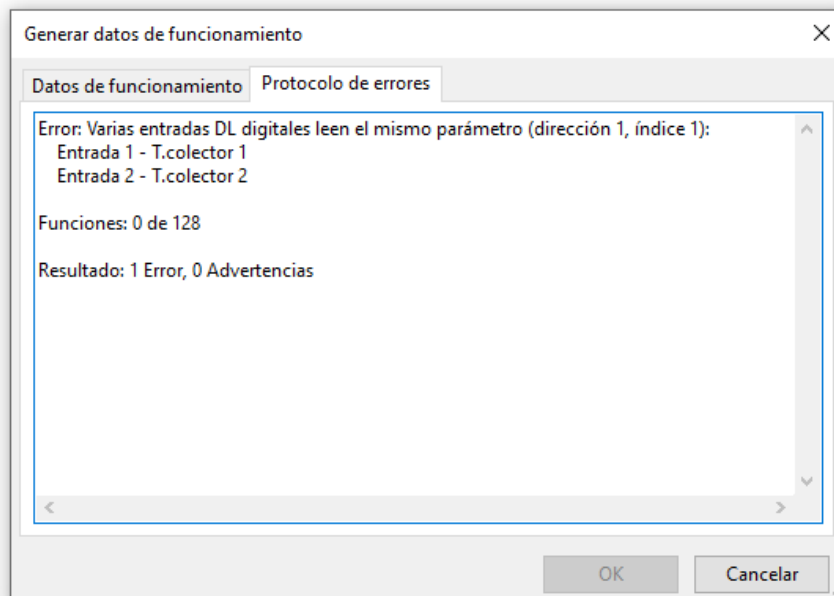 Generar datos de funcionamiento
Datos de funcionamiento
Protocolo de errores
Error: Varias entradas DL digitales leen el mismo parámetro (dirección 1, índice 1):
Entrada 1 - T.colector 1
Entrada 2 - T.colector 2
Funciones: 0 de 128
Resultado: 1 Error, 0 Advertencias
OK
Cancelar